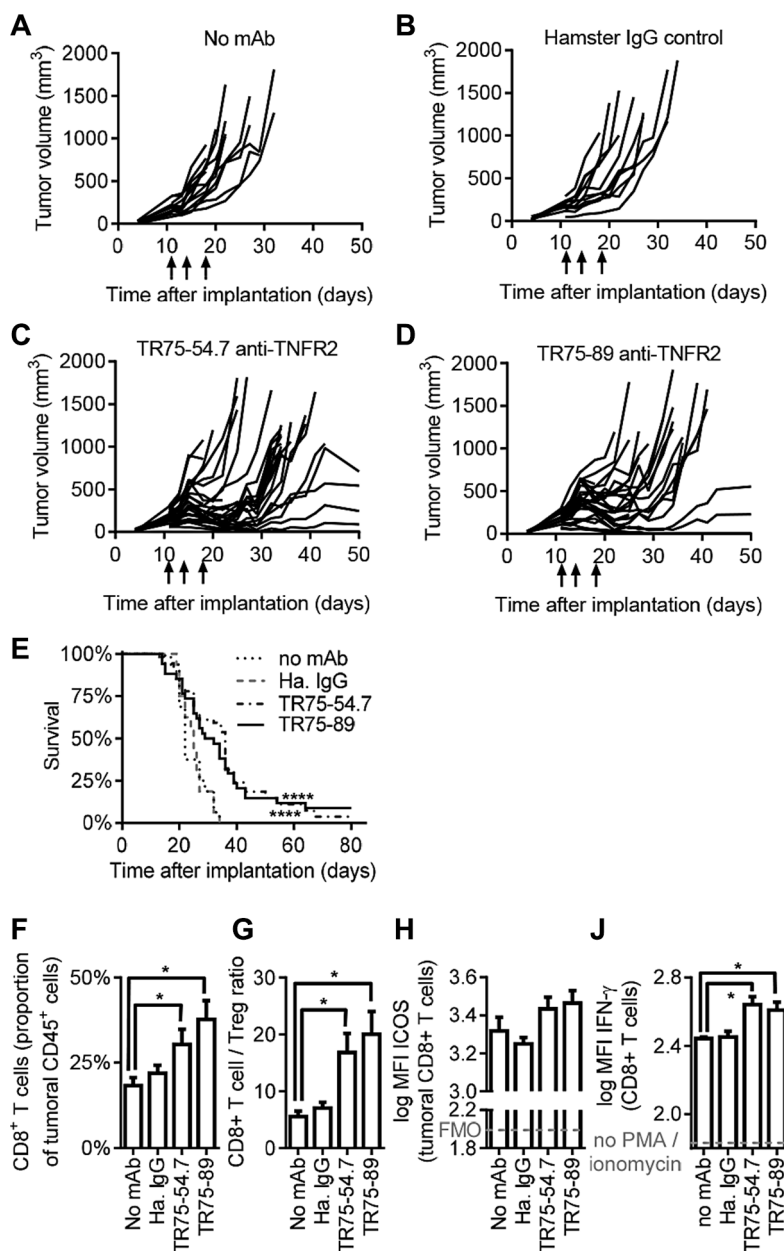 A
No mAb
Tumor volume (mm³)
2000
1500
1000
500
0
0 10 20 30 40 50
Time after implantation (days)
B
Hamster IgG control
Tumor volume (mm³)
2000
1500
1000
500
0
0 10 20 30 40 50
Time after implantation (days)
C
TR75-54.7 anti-TNFR2
Tumor volume (mm³)
2000
1500
1000
500
0
0 10 20 30 40 50
Time after implantation (days)
D
TR75-89 anti-TNFR2
Tumor volume (mm³)
2000
1500
1000
500
0
0 10 20 30 40 50
Time after implantation (days)
E
Survival
100%
75%
50%
25%
0%
no mAb
Ha. IgG
TR75-54.7
TR75-89
****
****
0 20 40 60 80
Time after implantation (days)
F
CD8⁺ T cells (proportion
of tumoral CD45⁺ cells)
50%
25%
0%
*
*
No mAb
Ha. IgG
TR75-54.7
TR75-89
G
CD8+ T cell / Treg ratio
30
20
10
0
*
*
No mAb
Ha. IgG
TR75-54.7
TR75-89
H
log MFI ICOS
(tumoral CD8+ T cells)
3.6
3.4
3.2
3.0
2.0
1.8
FMO
No mAb
Ha. IgG
TR75-54.7
TR75-89
J
log MFI IFN-γ
(CD8+ T cells)
2.8
2.4
2.0
*
*
no PMA /
ionomycin
no mAb
Ha. IgG
TR75-54.7
TR75-89